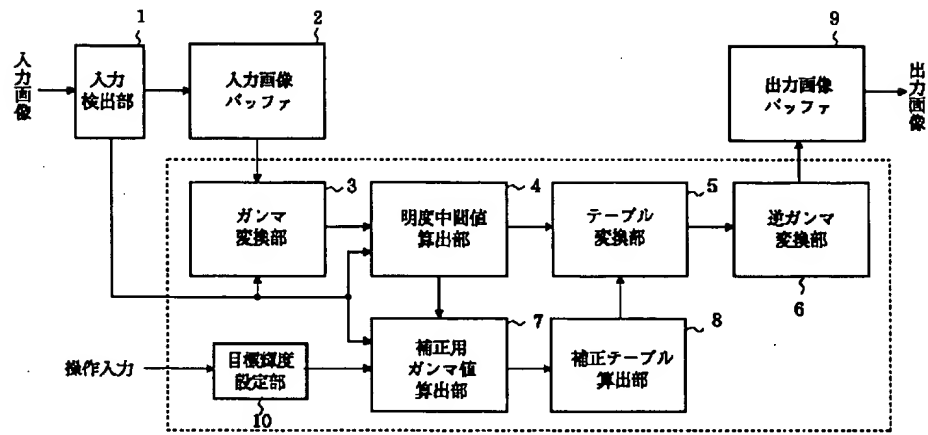 1
2
9
入力画像
入力
検出部
入力画像
バッファ
出力画像
バッファ
出力画像
3
4
5
ガンマ
変換部
明度中間値
算出部
テーブル
変換部
逆ガンマ
変換部
6
7
8
操作入力
目標輝度
設定部
補正用
ガンマ値
算出部
補正テーブル
算出部
10